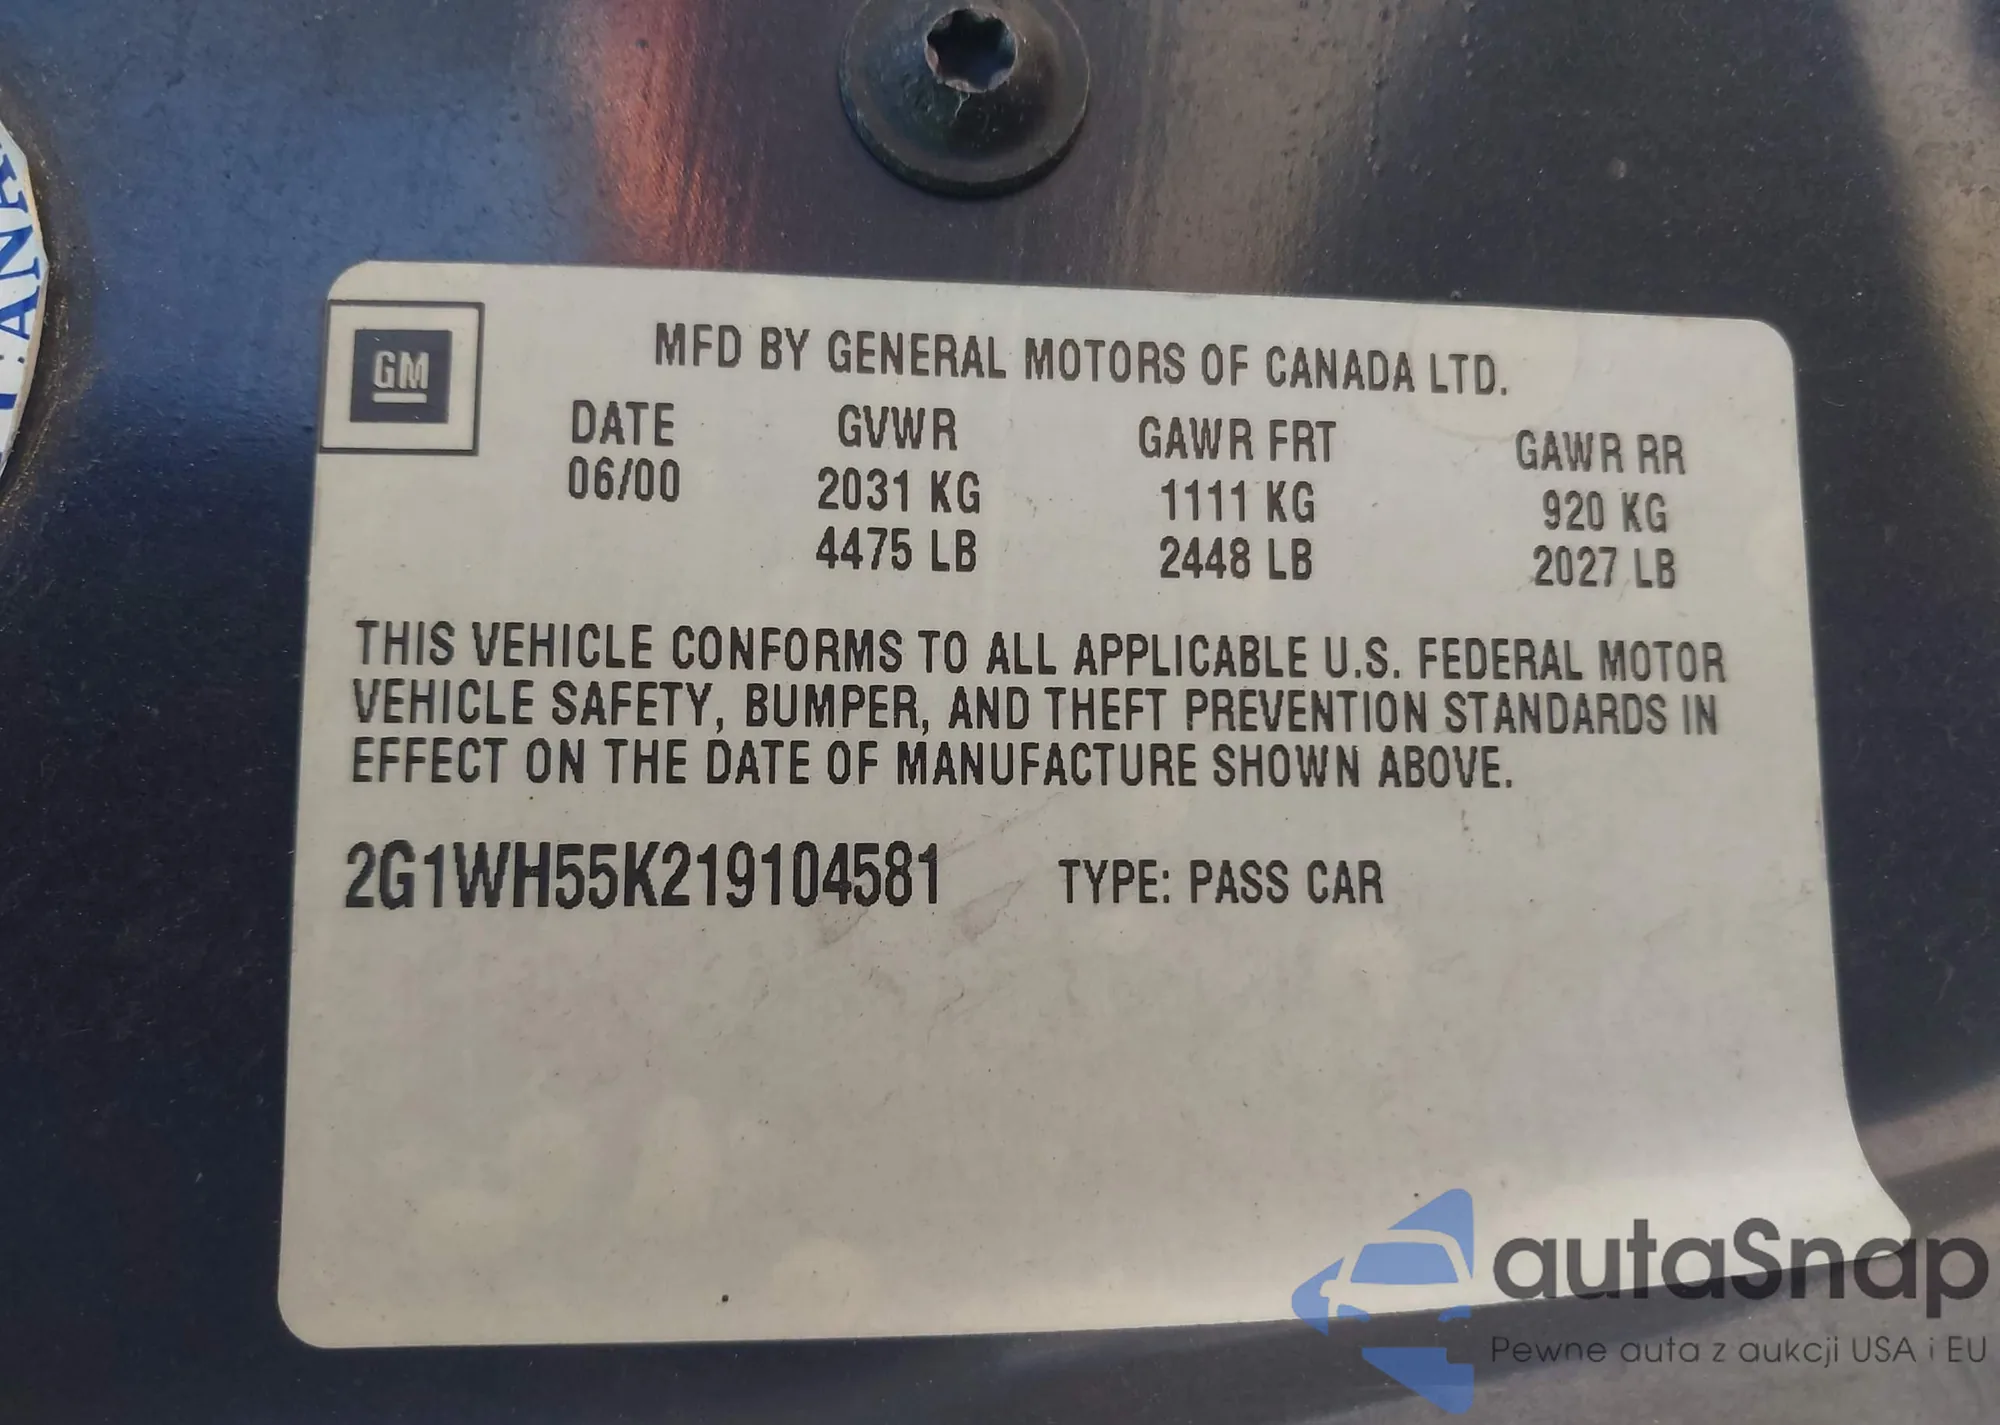 GM
MFD BY GENERAL MOTORS OF CANADA LTD.
DATE GVWR GAWR FRT GAWR RR
06/00 2031 KG 1111 KG 920 KG
4475 LB 2448 LB 2027 LB
THIS VEHICLE CONFORMS TO ALL APPLICABLE U.S. FEDERAL MOTOR
VEHICLE SAFETY, BUMPER, AND THEFT PREVENTION STANDARDS IN
EFFECT ON THE DATE OF MANUFACTURE SHOWN ABOVE.
2G1WH55K219104581 TYPE: PASS CAR
autaSnap
Pewne auta z aukcji USA i EU